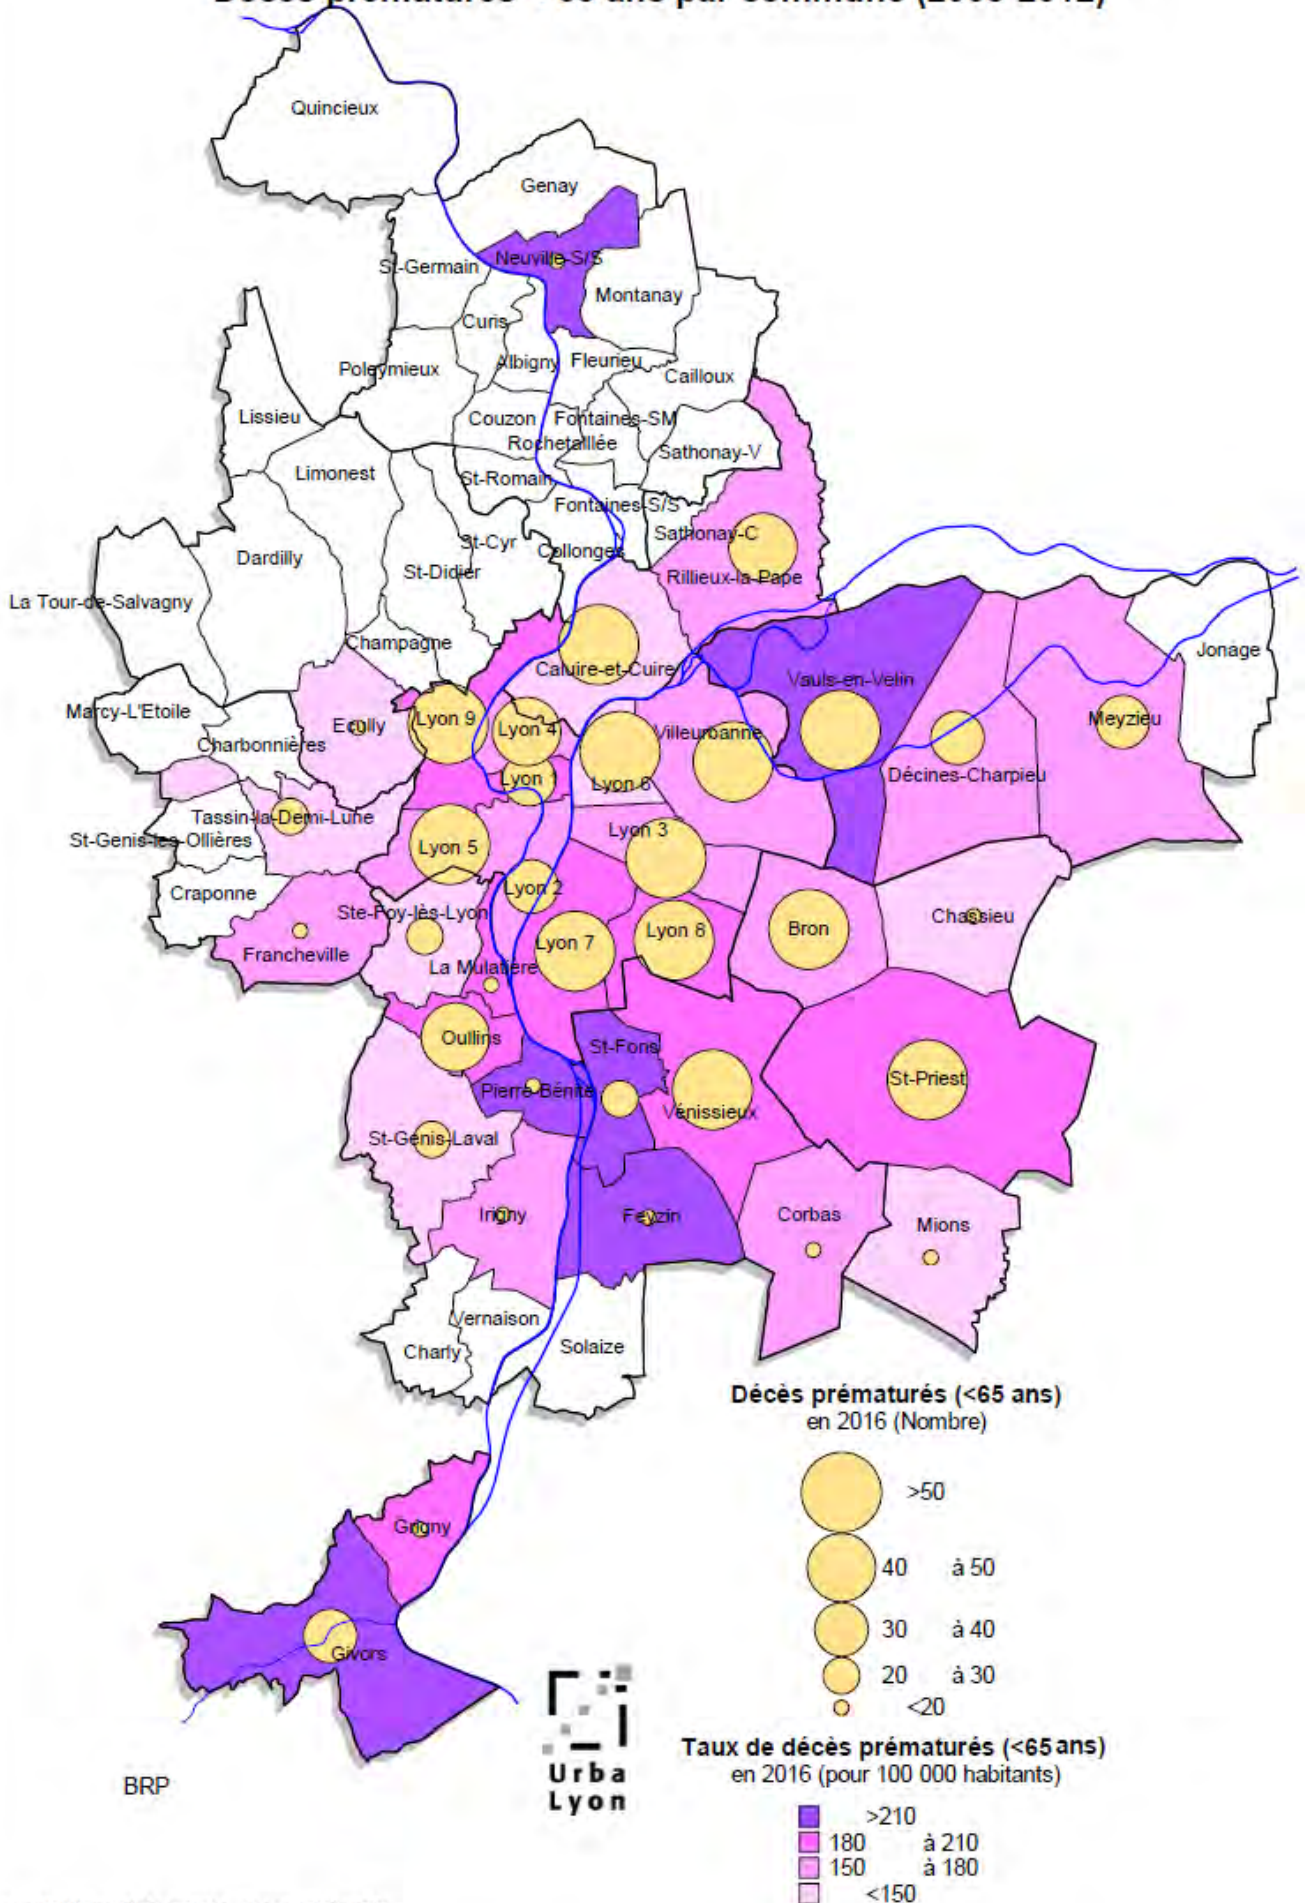 Quincieux
Genay
Neuville-S/S
St-Germain
Montanay
Curis
Albigny
Fleurieu
Poleymieux
Cailloux
Lissieu
Couzon
Fontaines-SM
Rochetaillée
Sathonay-V
Limonest
St-Romain
Fontaines-S/S
Sathonay-C
St-Cyr
Collonges
Dardilly
St-Didier
Rillieux-la-Pape
La Tour-de-Salvagny
Champagne
Caluire-et-Cuire
Jonage
Vauls-en-Velin
Marcy-L'Etoile
Ecully
Lyon 9
Lyon 4
Meyzieu
Charbonnières
Villeurbanne
Décines-Charpieu
Lyon 1
Lyon 6
Tassin-la-Demi-Lune
Lyon 3
St-Genis-les-Ollières
Lyon 5
Craponne
Lyon 2
Ste-Foy-lès-Lyon
Chassieu
Bron
Lyon 8
Lyon 7
Francheville
La Mulatière
Oullins
St-Fons
St-Priest
Pierre-Bénite
Vénissieux
St-Genis-Laval
Irigny
Feyzin
Corbas
Mions
Vernaison
Charly
Solaize
Grigny
Givors
Décès prématurés (<65 ans)
en 2016 (Nombre)
>50
40 à 50
30 à 40
20 à 30
<20
Urba
Lyon
BRP
Taux de décès prématurés (<65 ans)
en 2016 (pour 100 000 habitants)
>210
180 à 210
150 à 180
<150